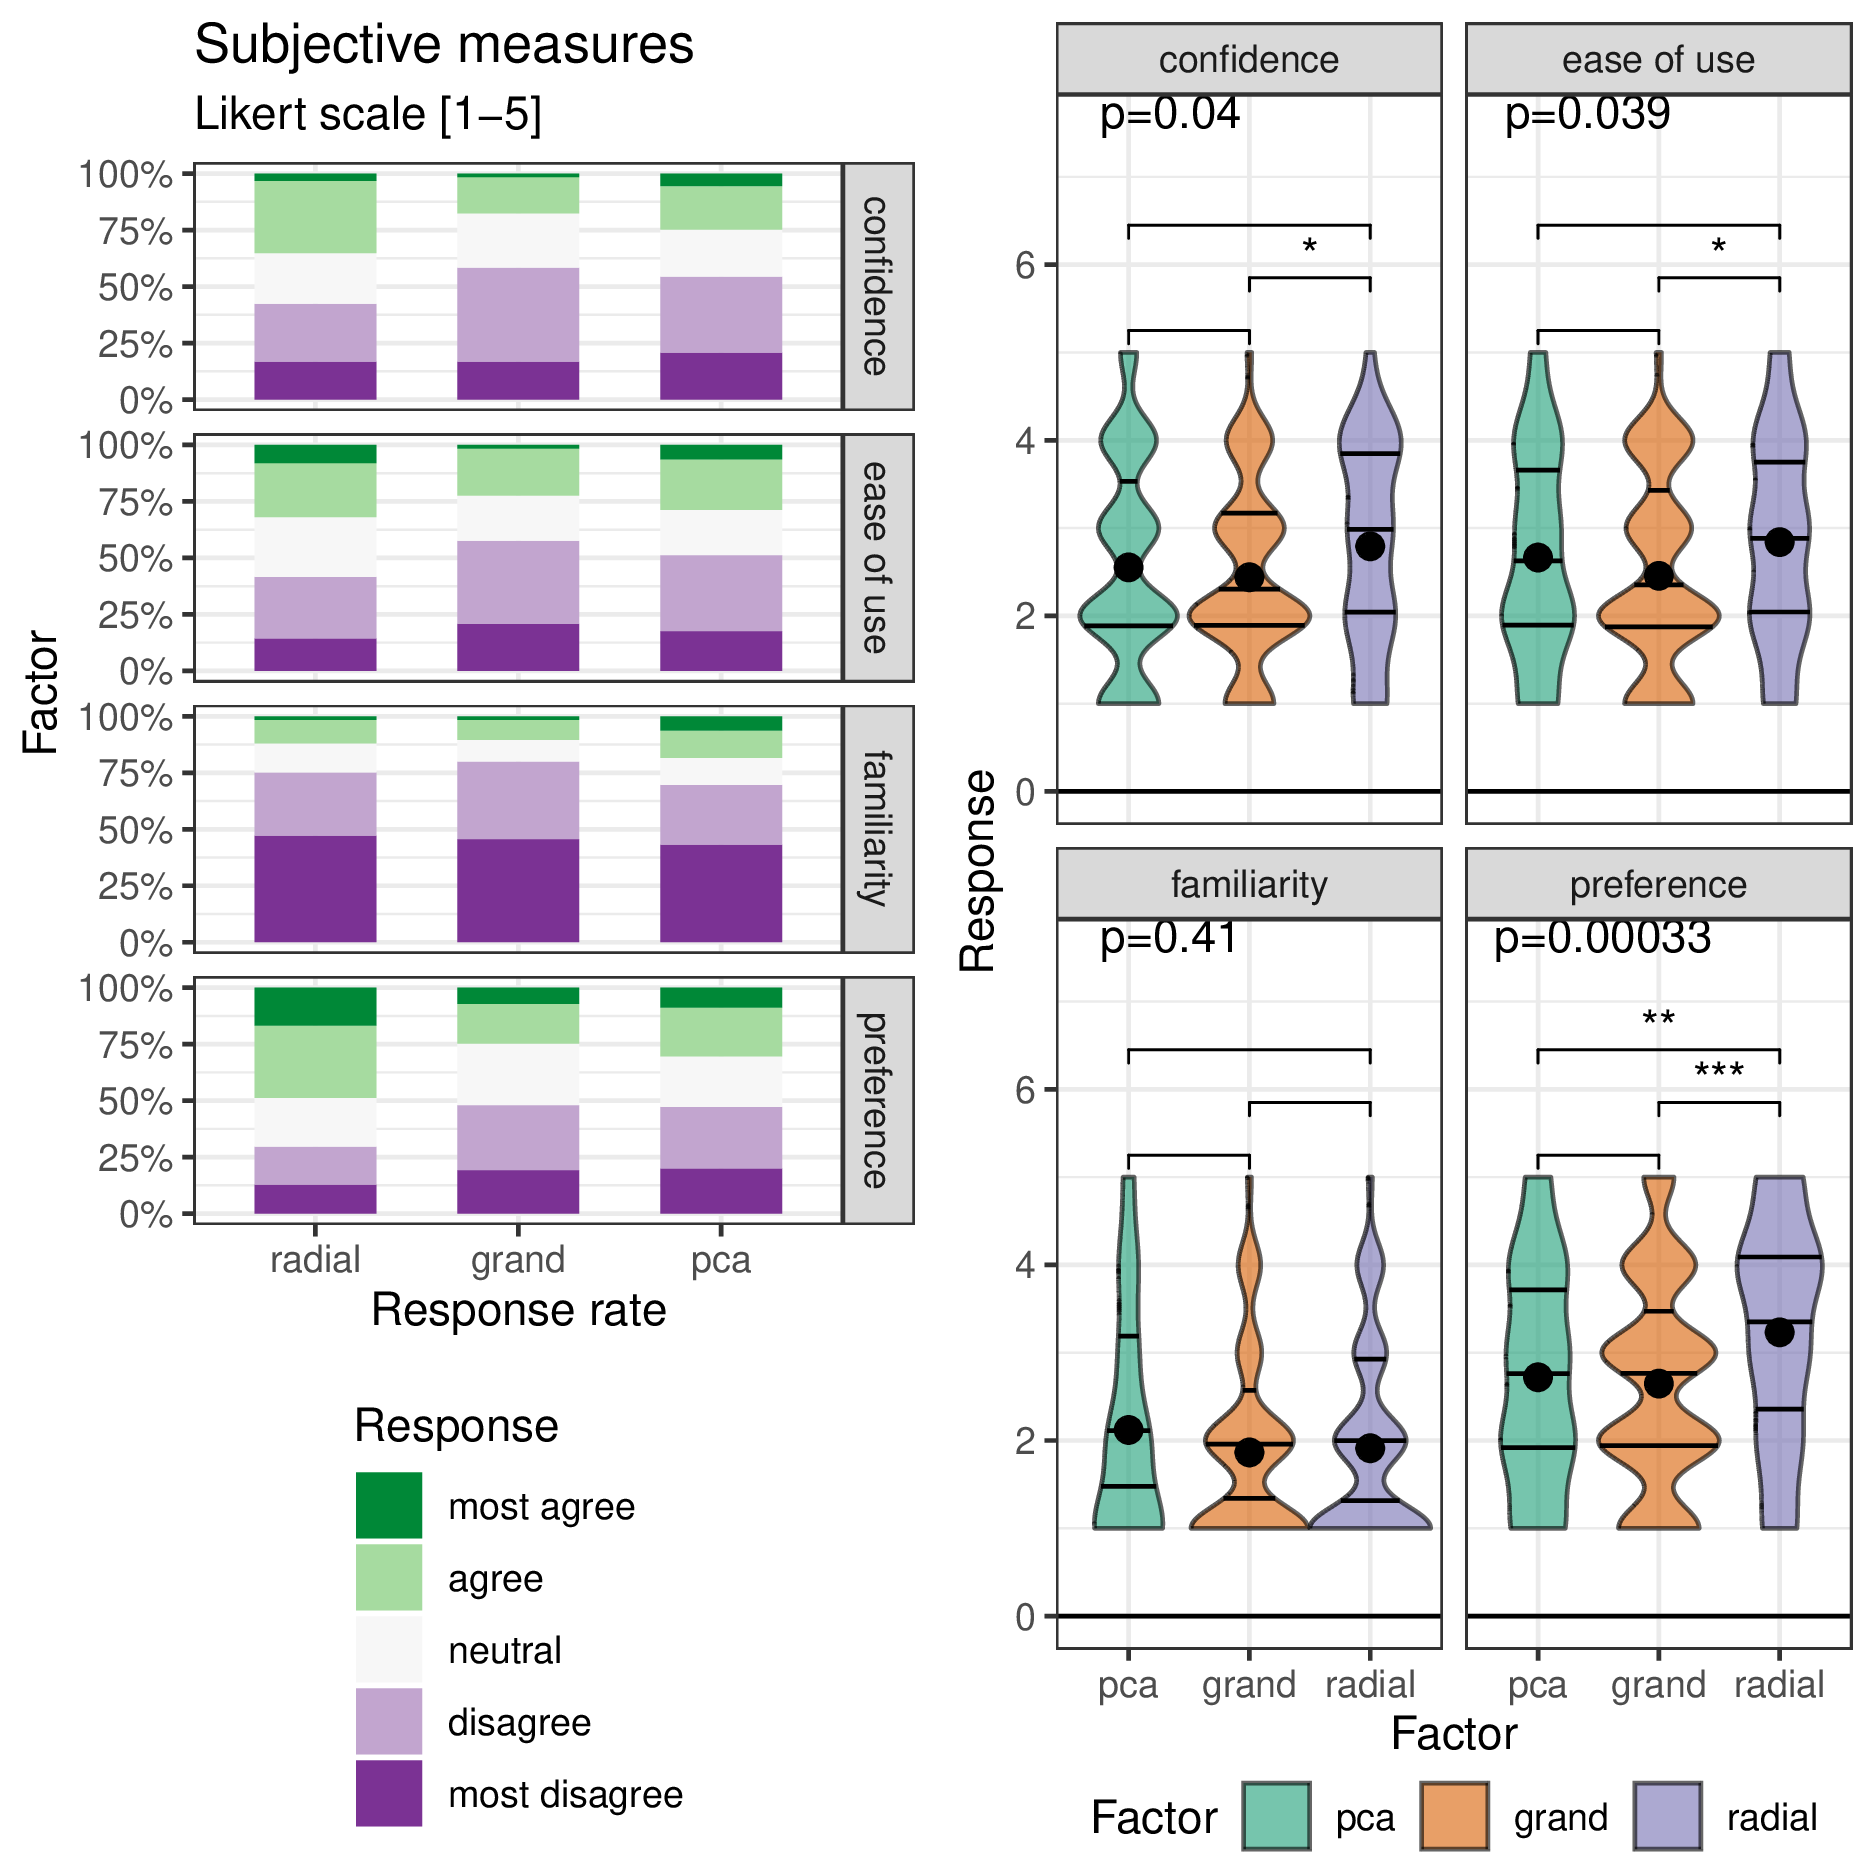 Subjective measures
Likert scale [1−5]
Factor
100%
75%
50%
25%
0%
confidence
100%
75%
50%
25%
0%
ease of use
100%
75%
50%
25%
0%
familiarity
100%
75%
50%
25%
0%
preference
radial grand pca
Response rate
Response
most agree
agree
neutral
disagree
most disagree
Response
confidence
p=0.04
*
6
4
2
0
ease of use
p=0.039
*
familiarity
p=0.41
6
4
2
0
preference
p=0.00033
**
***
pca grand radial
pca grand radial
Factor
Factor pca grand radial